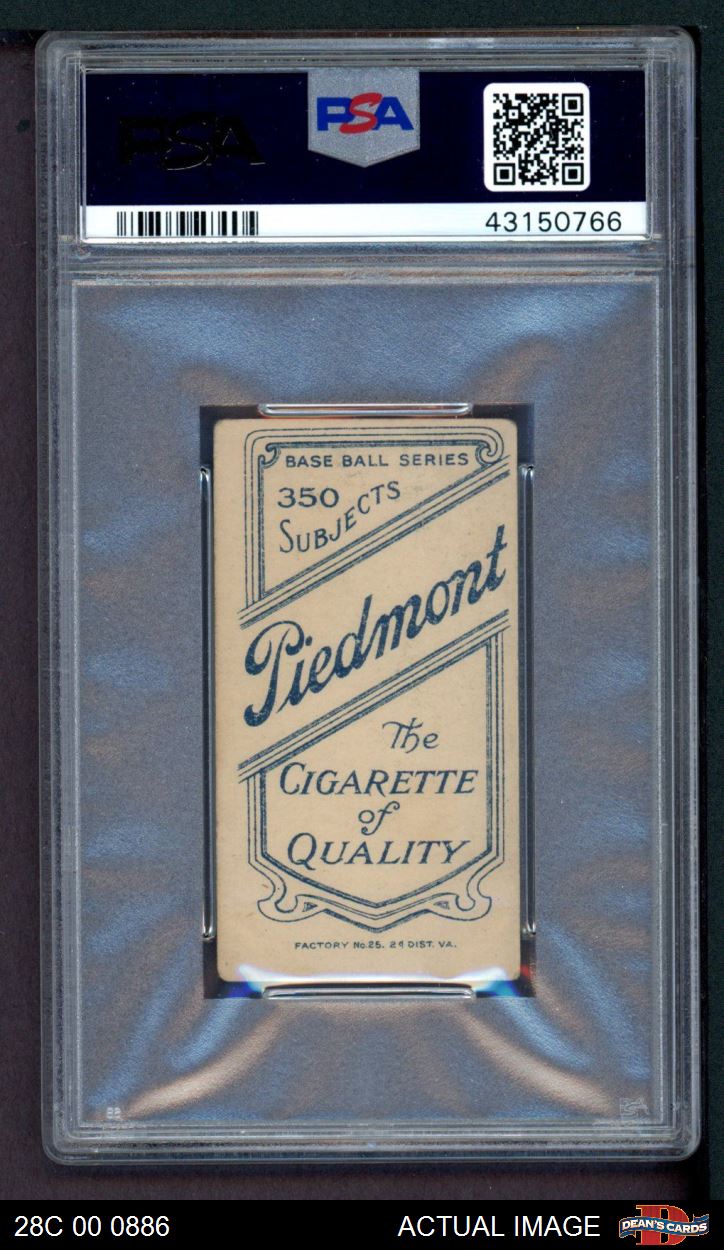 PSA
PSA
43150766
BASE BALL SERIES
350
SUBJECTS
Piedmont
The
CIGARETTE
of
QUALITY
FACTORY No. 25. 2d DIST. VA.
28C 00 0886
ACTUAL IMAGE
D
DEAN'S CARDS